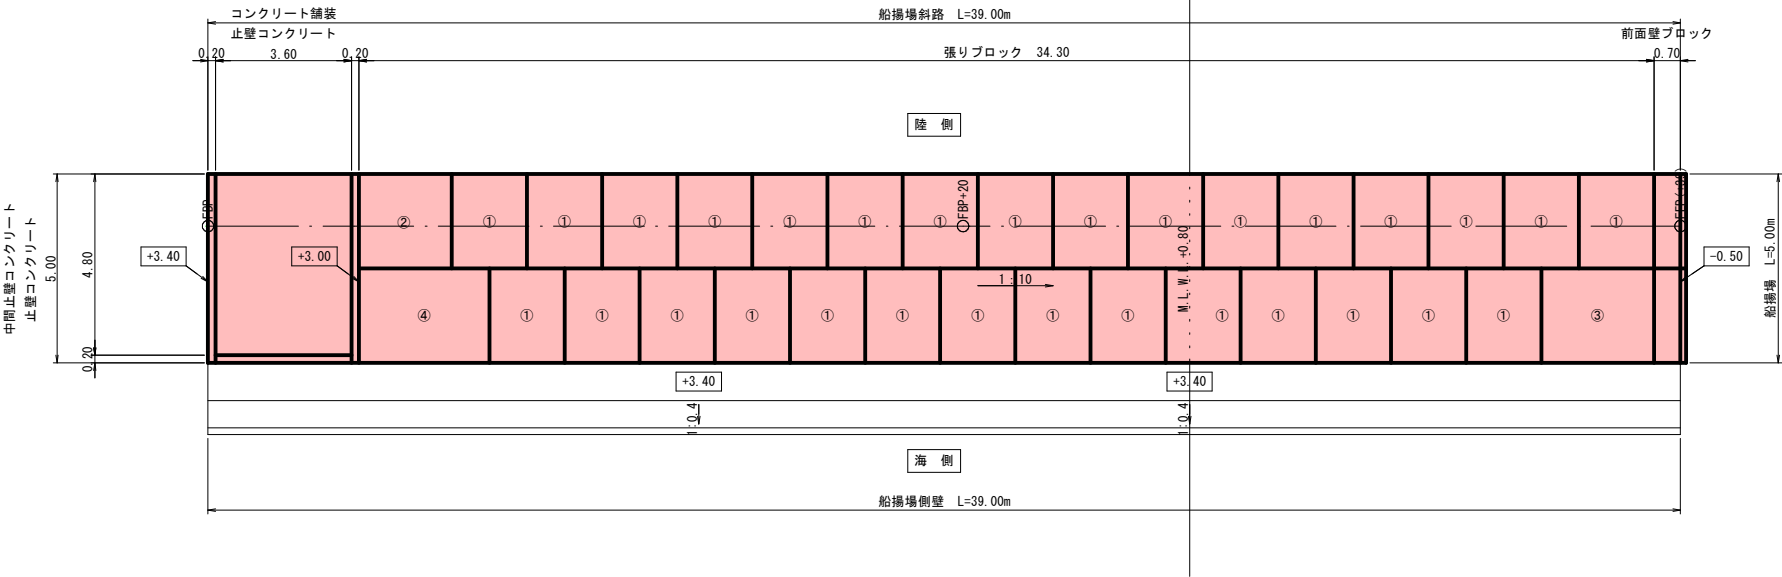 コンクリート舗装
船揚場斜路 L=39.00m
止壁コンクリート
前面壁ブロック
0.20
3.60
0.20
張りブロック 34.30
0.70
陸 側
FBP
FBP+20
② ① ① ① ① ① ① ① ① ① ① ① ① ① ① ① ①
中間止壁コンクリート
止壁コンクリート
5.00
4.80
0.20
+3.40
+3.00
M.L.W.L.+0.80
-0.50
船揚場 L=5.00m
1:10
④ ① ① ① ① ① ① ① ① ① ① ① ① ① ① ③
+3.40
+3.40
1:0.4
1:0.4
海 側
船揚場側壁 L=39.00m